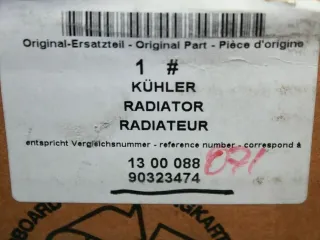 Original-Ersatzteil - Original Part - Pièce d'origine
1 #
KÜHLER
RADIATOR
RADIATEUR
entspricht Vergleichsnummer - reference number - correspond à
13 00 088
071
90323474